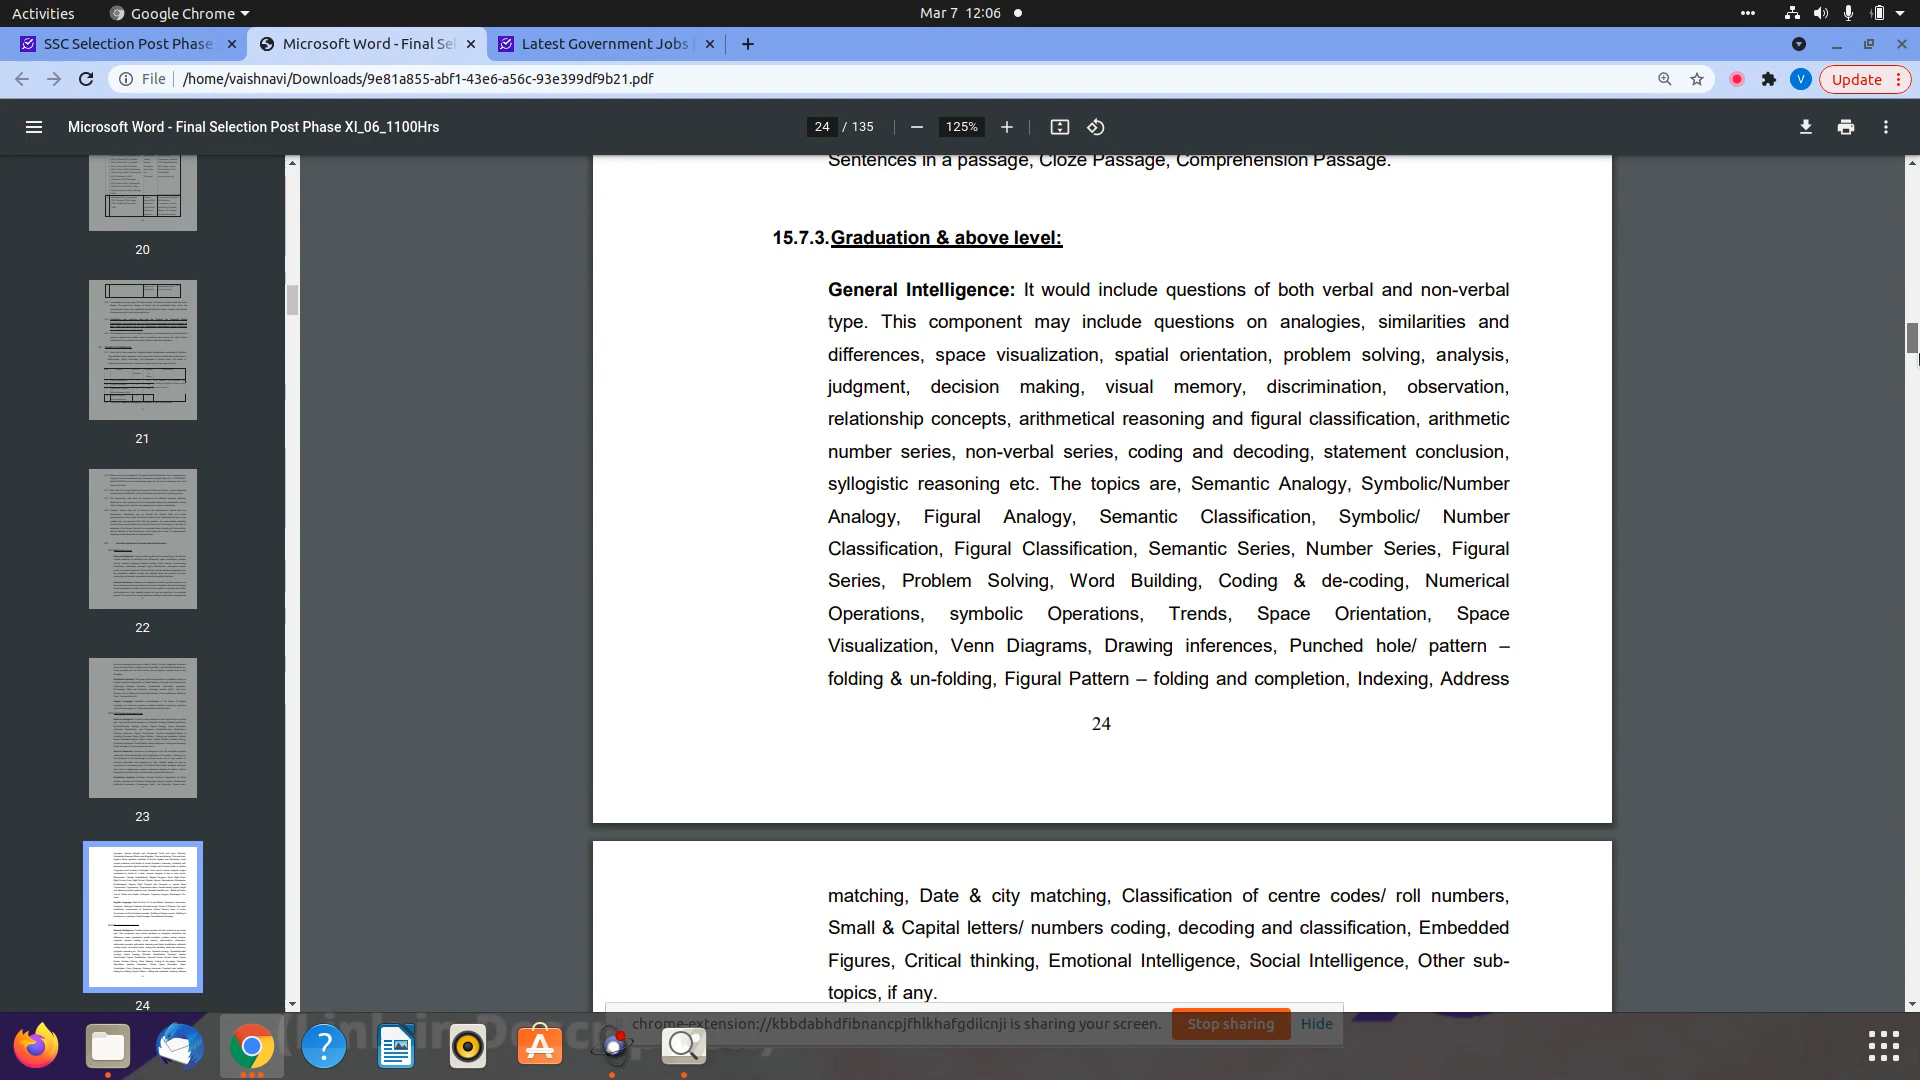 Activities
Google Chrome
Mar 7 12:06
SSC Selection Post Phase
Microsoft Word - Final Sel
Latest Government Jobs
File
/home/vaishnavi/Downloads/9e81a855-abf1-43e6-a56c-93e399df9b21.pdf
V
Update
Microsoft Word - Final Selection Post Phase XI_06_1100Hrs
24 / 135
125%
20
21
22
23
24
Sentences in a passage, Cloze Passage, Comprehension Passage.
15.7.3.Graduation & above level:
General Intelligence: It would include questions of both verbal and non-verbal
type. This component may include questions on analogies, similarities and
differences, space visualization, spatial orientation, problem solving, analysis,
judgment, decision making, visual memory, discrimination, observation,
relationship concepts, arithmetical reasoning and figural classification, arithmetic
number series, non-verbal series, coding and decoding, statement conclusion,
syllogistic reasoning etc. The topics are, Semantic Analogy, Symbolic/Number
Analogy, Figural Analogy, Semantic Classification, Symbolic/ Number
Classification, Figural Classification, Semantic Series, Number Series, Figural
Series, Problem Solving, Word Building, Coding & de-coding, Numerical
Operations, symbolic Operations, Trends, Space Orientation, Space
Visualization, Venn Diagrams, Drawing inferences, Punched hole/ pattern –
folding & un-folding, Figural Pattern – folding and completion, Indexing, Address
24
matching, Date & city matching, Classification of centre codes/ roll numbers,
Small & Capital letters/ numbers coding, decoding and classification, Embedded
Figures, Critical thinking, Emotional Intelligence, Social Intelligence, Other sub-
topics, if any.
chrome-extension://kbbdabhdfibnancpjfhlkhafgdilcnji is sharing your screen.
Stop sharing
Hide